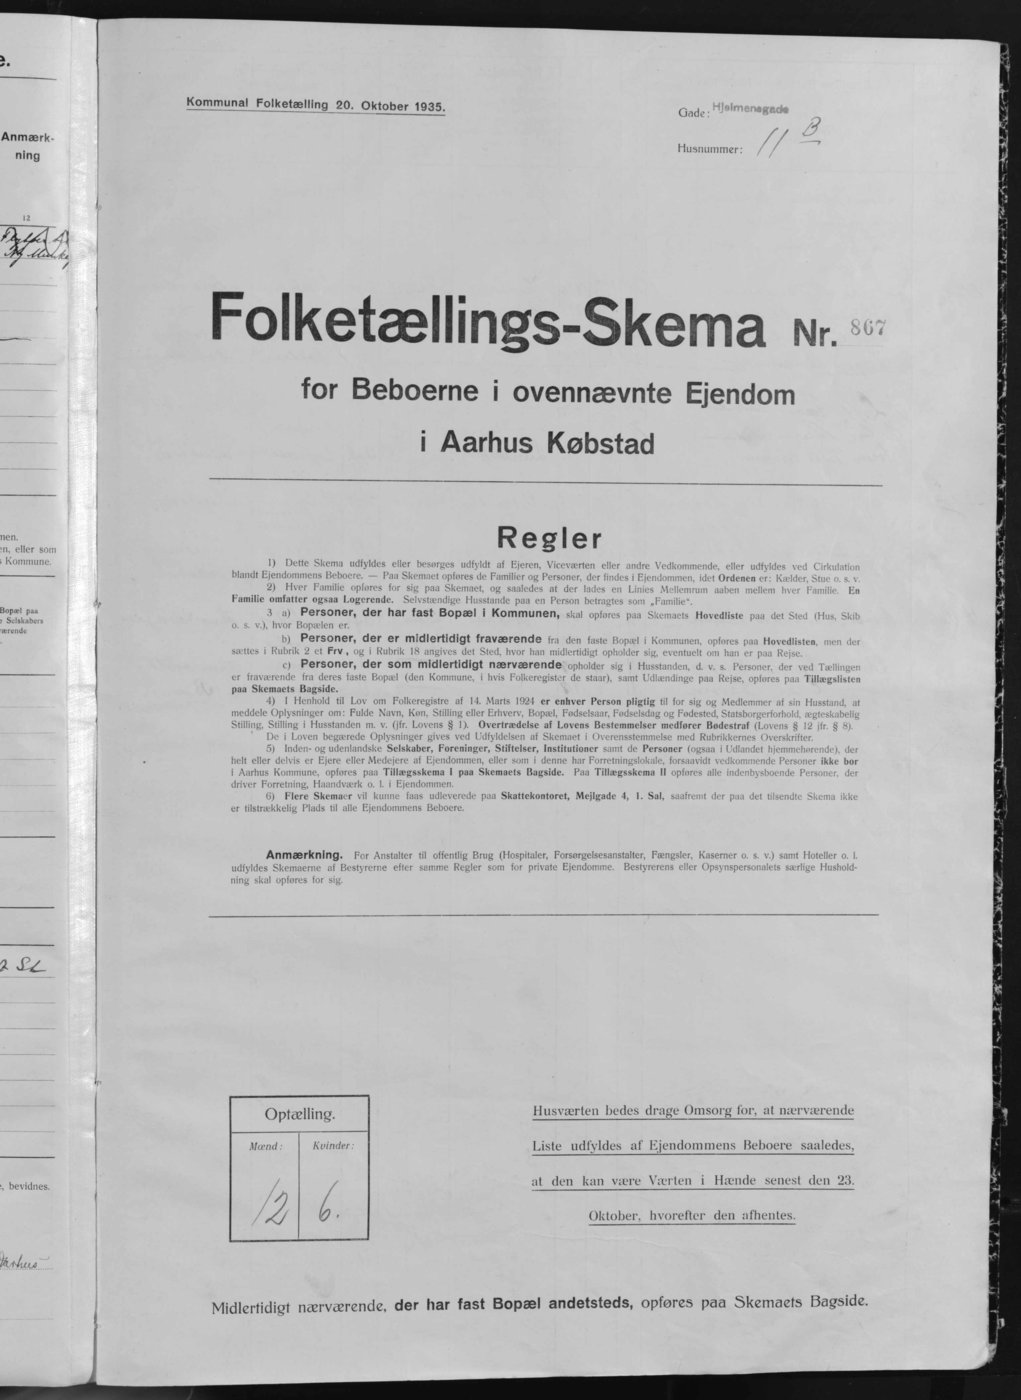 e.
Anmærk-
ning
12
men.
en, eller som
s Kommune.
Bopæl paa
e Selskabers
værende
2 SL
e, bevidnes.
Aarhus
Kommunal Folketælling 20. Oktober 1935.
Gade: Hjelmensgade
Husnummer: 11 B
Folketællings-Skema Nr. 867
for Beboerne i ovennævnte Ejendom
i Aarhus Købstad
Regler
1) Dette Skema udfyldes eller besørges udfyldt af Ejeren, Viceværten eller andre Vedkommende, eller udfyldes ved Cirkulation
blandt Ejendommens Beboere. — Paa Skemaet opføres de Familier og Personer, der findes i Ejendommen, idet Ordenen er: Kælder, Stue o. s. v.
2) Hver Familie opføres for sig paa Skemaet, og saaledes at der lades en Linies Mellemrum aaben mellem hver Familie. En
Familie omfatter ogsaa Logerende. Selvstændige Husstande paa en Person betragtes som „Familie".
3 a) Personer, der har fast Bopæl i Kommunen, skal opføres paa Skemaets Hovedliste paa det Sted (Hus, Skib
o. s. v.), hvor Bopælen er.
b) Personer, der er midlertidigt fraværende fra den faste Bopæl i Kommunen, opføres paa Hovedlisten, men der
sættes i Rubrik 2 et Frv., og i Rubrik 18 angives det Sted, hvor han midlertidigt opholder sig, eventuelt om han er paa Rejse.
c) Personer, der som midlertidigt nærværende opholder sig i Husstanden, d. v. s. Personer, der ved Tællingen
er fraværende fra deres faste Bopæl (den Kommune, i hvis Folkeregister de staar), samt Udlændinge paa Rejse, opføres paa Tillægslisten
paa Skemaets Bagside.
4) I Henhold til Lov om Folkeregistre af 14. Marts 1924 er enhver Person pligtig til for sig og Medlemmer af sin Husstand, at
meddele Oplysninger om: Fulde Navn, Køn, Stilling eller Erhverv, Bopæl, Fødselsaar, Fødselsdag og Fødested, Statsborgerforhold, ægteskabelig
Stilling, Stilling i Husstanden m. v. (jfr. Lovens § 1). Overtrædelse af Lovens Bestemmelser medfører Bødestraf (Lovens § 12 jfr. § 8).
De i Loven begærede Oplysninger gives ved Udfyldelsen af Skemaet i Overensstemmelse med Rubrikkernes Overskrifter.
5) Inden- og udenlandske Selskaber, Foreninger, Stiftelser, Institutioner samt de Personer (ogsaa i Udlandet hjemmehørende), der
helt eller delvis er Ejere eller Medejere af Ejendommen, eller som i denne har Forretningslokale, forsaavidt vedkommende Personer ikke bor
i Aarhus Kommune, opføres paa Tillægsskema I paa Skemaets Bagside. Paa Tillægsskema II opføres alle indenbysboende Personer, der
driver Forretning, Haandværk o. l. i Ejendommen.
6) Flere Skemaer vil kunne faas udleverede paa Skattekontoret, Mejlgade 4, 1. Sal, saafremt der paa det tilsendte Skema ikke
er tilstrækkelig Plads til alle Ejendommens Beboere.
Anmærkning. For Anstalter til offentlig Brug (Hospitaler, Forsørgelsesanstalter, Fængsler, Kaserner o. s. v.) samt Hoteller o. l.
udfyldes Skemaerne af Bestyrerne efter samme Regler som for private Ejendomme. Bestyrerens eller Opsynspersonalets særlige Hushold-
ning skal opføres for sig.
Optælling.
Mænd: Kvinder:
12 6.
Husværten bedes drage Omsorg for, at nærværende
Liste udfyldes af Ejendommens Beboere saaledes,
at den kan være Værten i Hænde senest den 23.
Oktober, hvorefter den afhentes.
Midlertidigt nærværende, der har fast Bopæl andetsteds, opføres paa Skemaets Bagside.